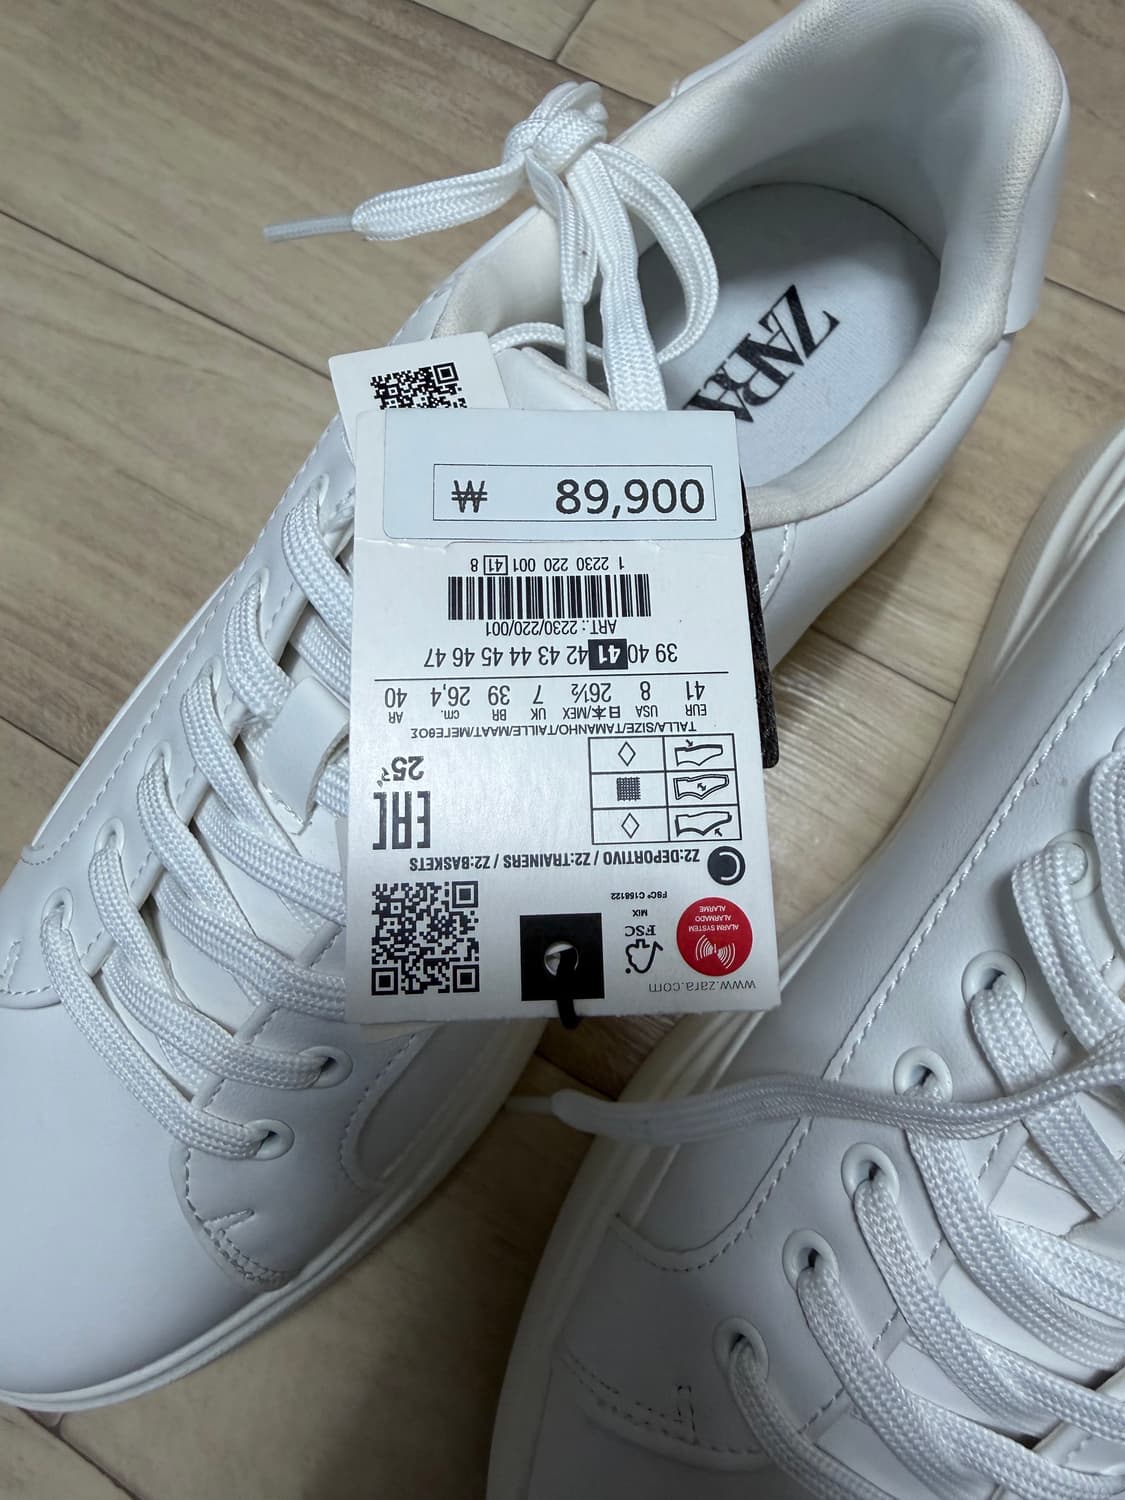 ZARA
₩ 89,900
www.zara.com
ALARM SYSTEM
ALARMADO
ALARME
FSC
MIX
FSC® C158122
Z2:DEPORTIVO / Z2:TRAINERS / Z2:BASKETS
EAC
TALLA/SIZE/TAMANHO/TAILLE/MAAT/ΜΕΓΕΘΟΣ
EUR USA 日本/MEX UK BR cm. AR
41 8 26½ 7 39 26,4 40
39 40 41 42 43 44 45 46 47
ART.: 2230/220/001
1 2230 220 001 41 8